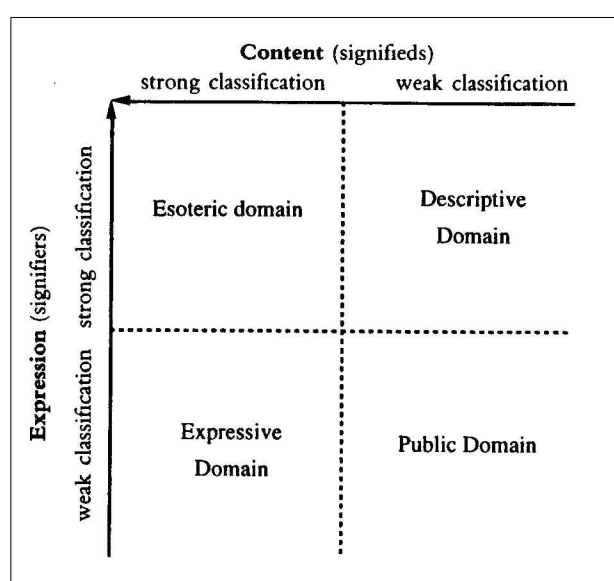 Content (signifieds)
strong classification weak classification
Expression (signifiers)
strong classification
weak classification
Esoteric domain
Descriptive
Domain
Expressive
Domain
Public Domain